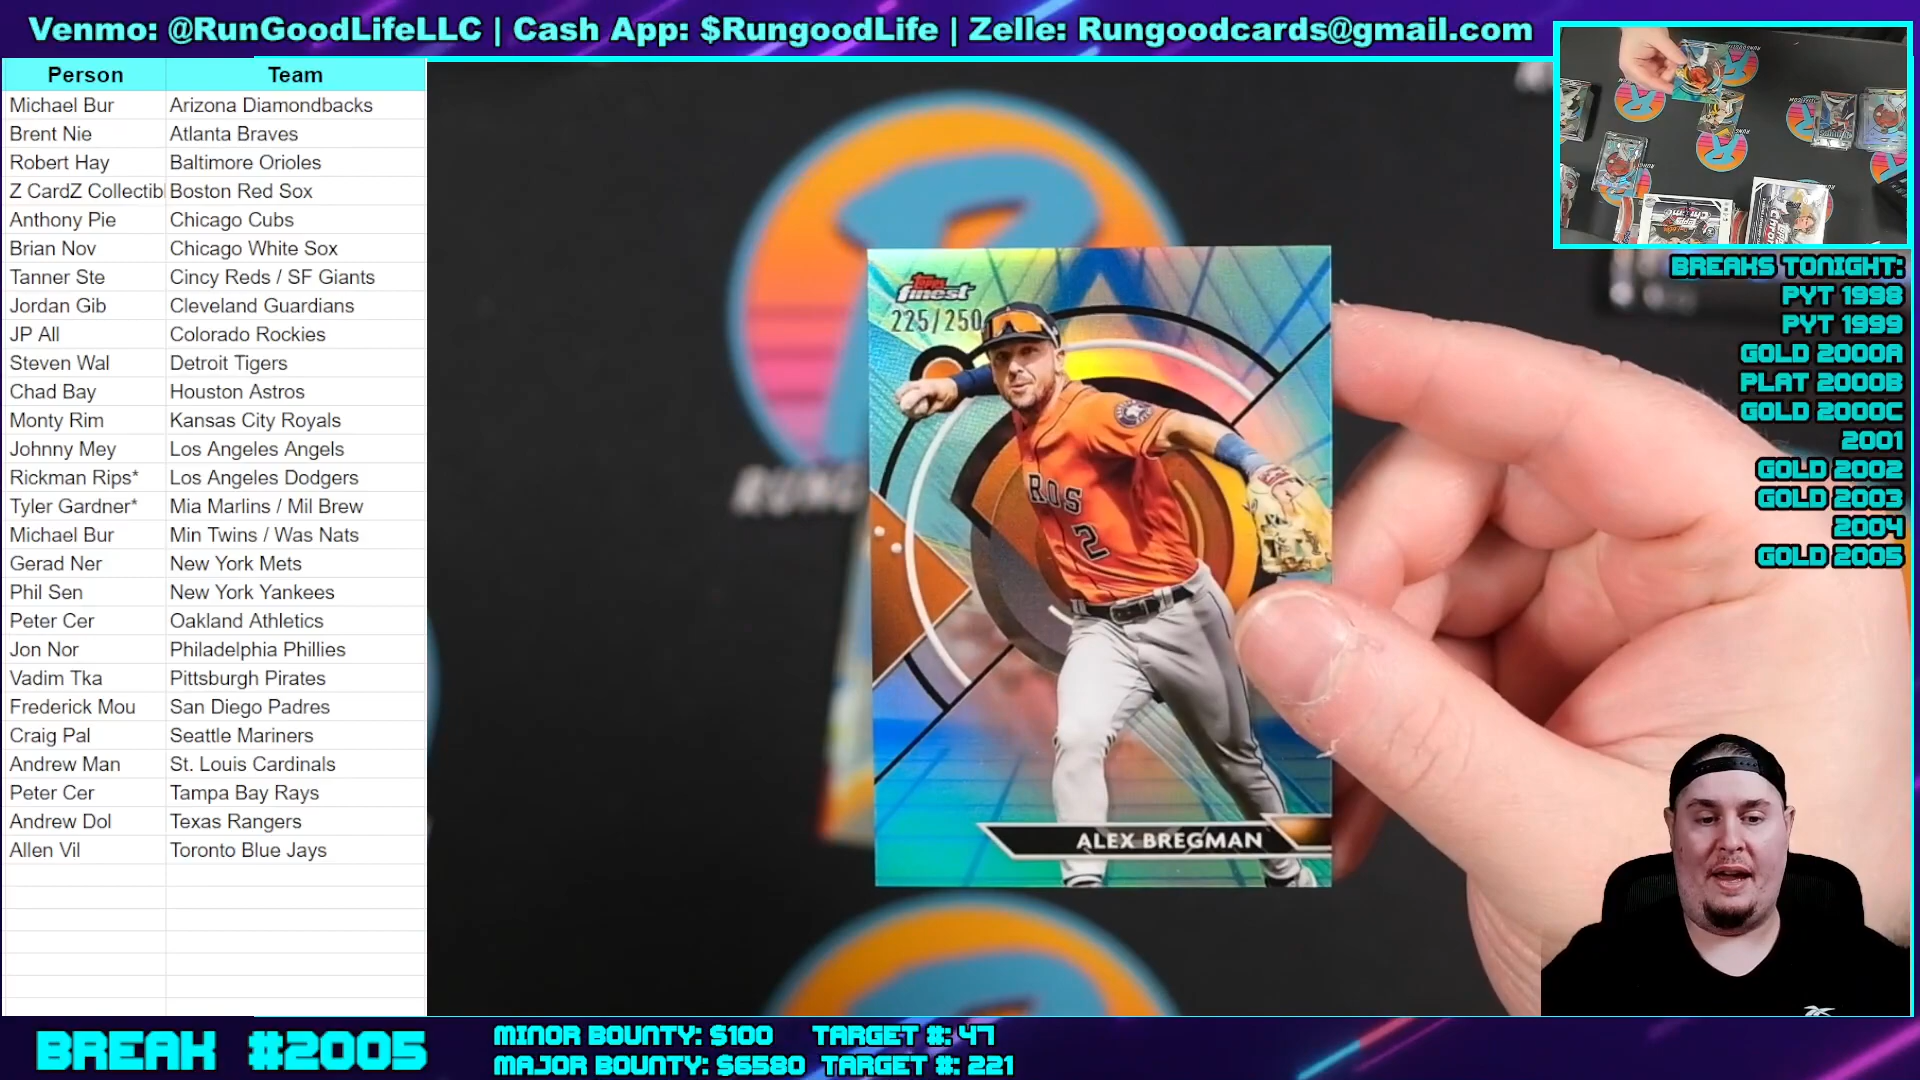 Venmo: @RunGoodLifeLLC | Cash App: $RungoodLife | Zelle: Rungoodcards@gmail.com
Person Team
Michael Bur Arizona Diamondbacks
Brent Nie Atlanta Braves
Robert Hay Baltimore Orioles
Z CardZ Collectibl Boston Red Sox
Anthony Pie Chicago Cubs
Brian Nov Chicago White Sox
Tanner Ste Cincy Reds / SF Giants
Jordan Gib Cleveland Guardians
JP All Colorado Rockies
Steven Wal Detroit Tigers
Chad Bay Houston Astros
Monty Rim Kansas City Royals
Johnny Mey Los Angeles Angels
Rickman Rips* Los Angeles Dodgers
Tyler Gardner* Mia Marlins / Mil Brew
Michael Bur Min Twins / Was Nats
Gerad Ner New York Mets
Phil Sen New York Yankees
Peter Cer Oakland Athletics
Jon Nor Philadelphia Phillies
Vadim Tka Pittsburgh Pirates
Frederick Mou San Diego Padres
Craig Pal Seattle Mariners
Andrew Man St. Louis Cardinals
Peter Cer Tampa Bay Rays
Andrew Dol Texas Rangers
Allen Vil Toronto Blue Jays
Topps
finest
225/250
ROS
2
ALEX BREGMAN
BREAKS TONIGHT:
PYT 1998
PYT 1999
GOLD 2000A
PLAT 2000B
GOLD 2000C
2001
GOLD 2002
GOLD 2003
2004
GOLD 2005
BREAK #2005
MINOR BOUNTY: $100 TARGET #: 47
MAJOR BOUNTY: $6580 TARGET #: 221